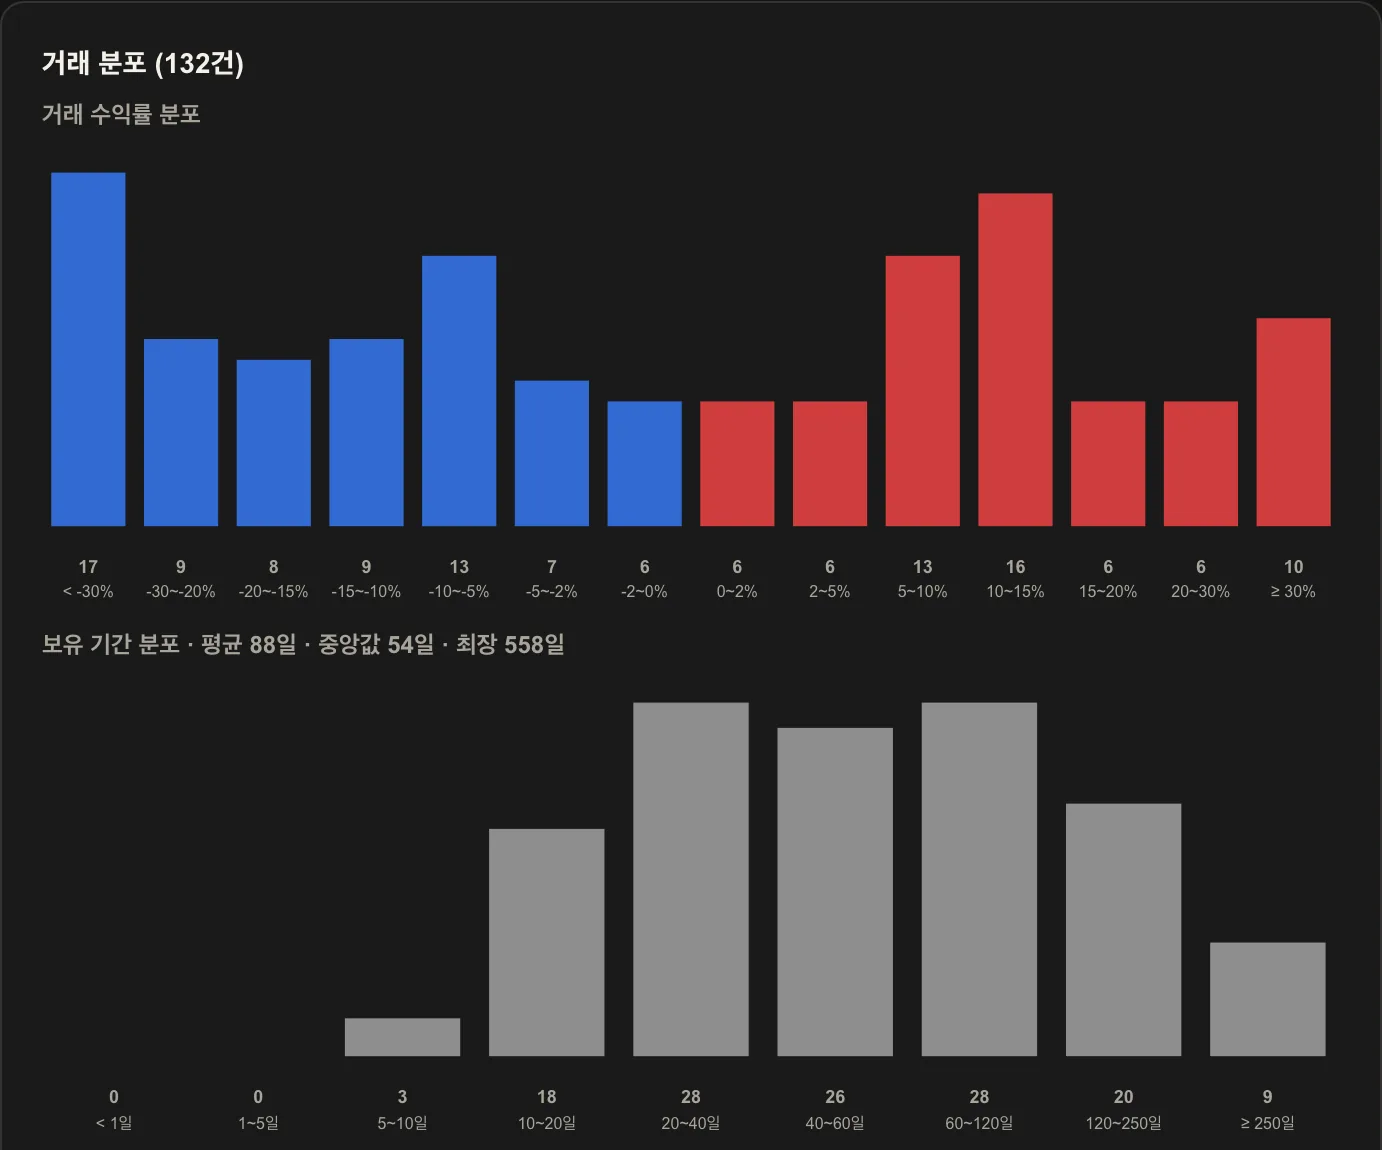 거래 분포 (132건)
거래 수익률 분포
17 9 8 9 13 7 6 6 6 13 16 6 6 10
< -30% -30~-20% -20~-15% -15~-10% -10~-5% -5~-2% -2~0% 0~2% 2~5% 5~10% 10~15% 15~20% 20~30% ≥ 30%
보유 기간 분포 · 평균 88일 · 중앙값 54일 · 최장 558일
0 0 3 18 28 26 28 20 9
< 1일 1~5일 5~10일 10~20일 20~40일 40~60일 60~120일 120~250일 ≥ 250일